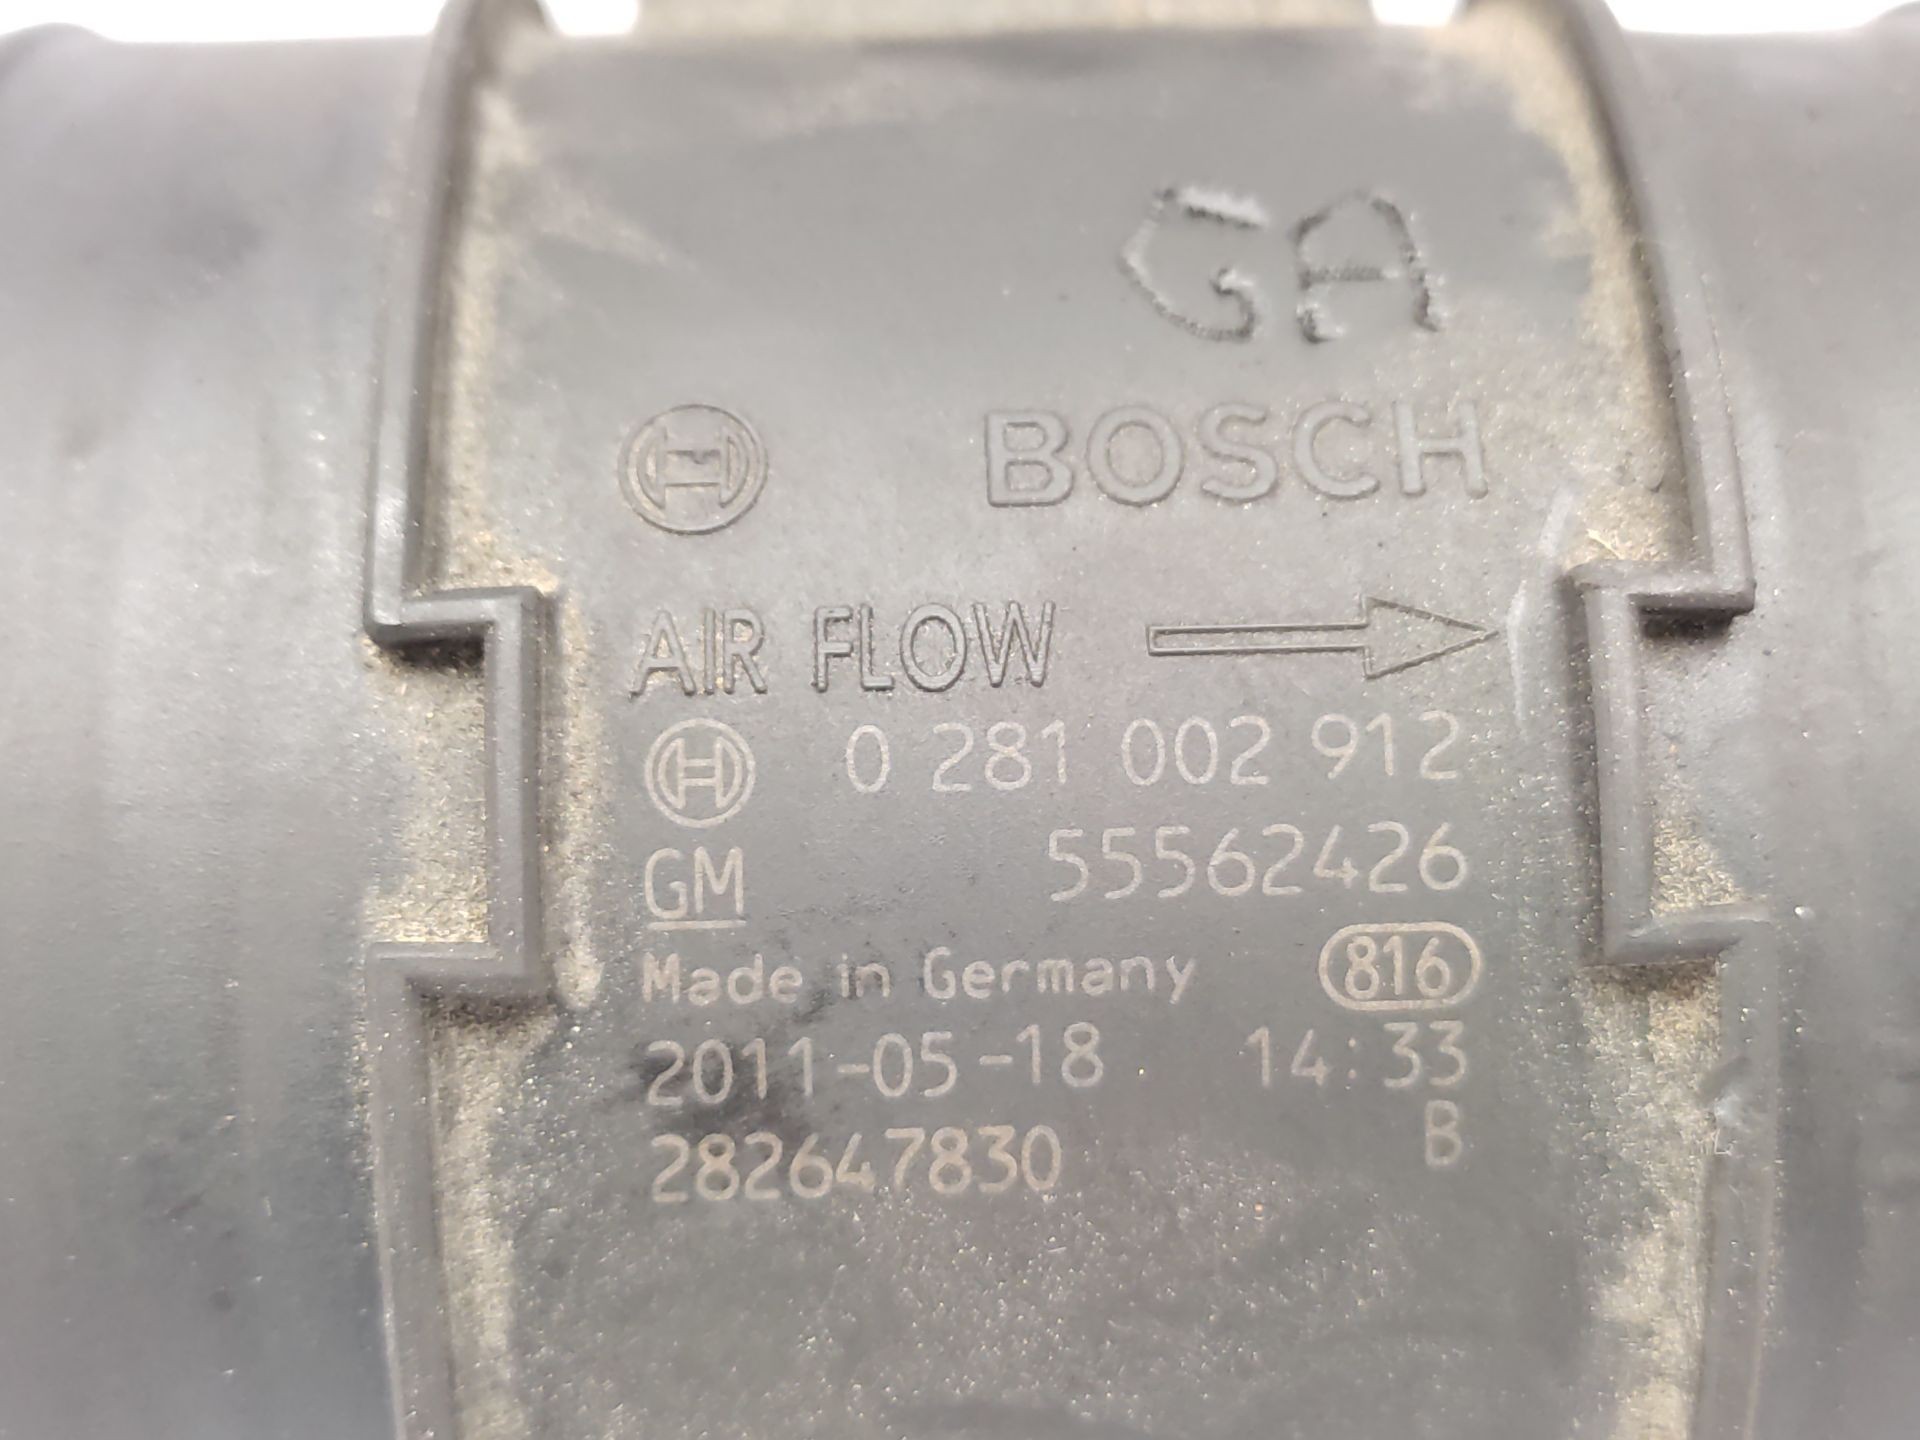 GA
BOSCH
AIR FLOW
0 281 002 912
GM 55562426
Made in Germany 816
2011-05-18 14:33
282647830 B